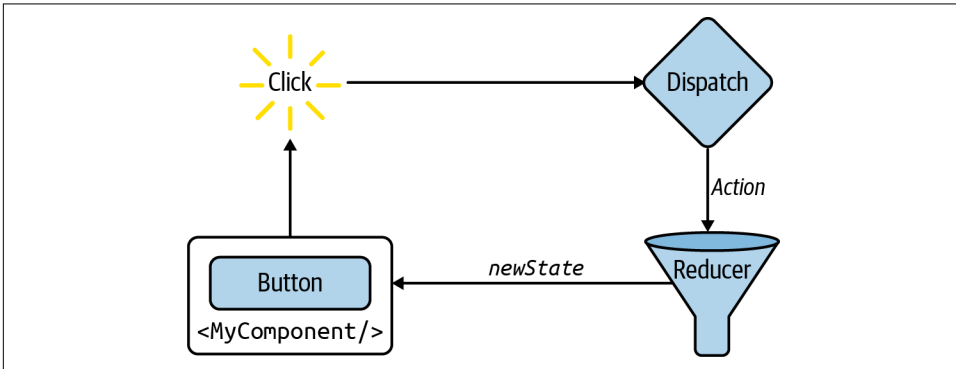 Click
Dispatch
Action
Reducer
newState
Button
<MyComponent/>